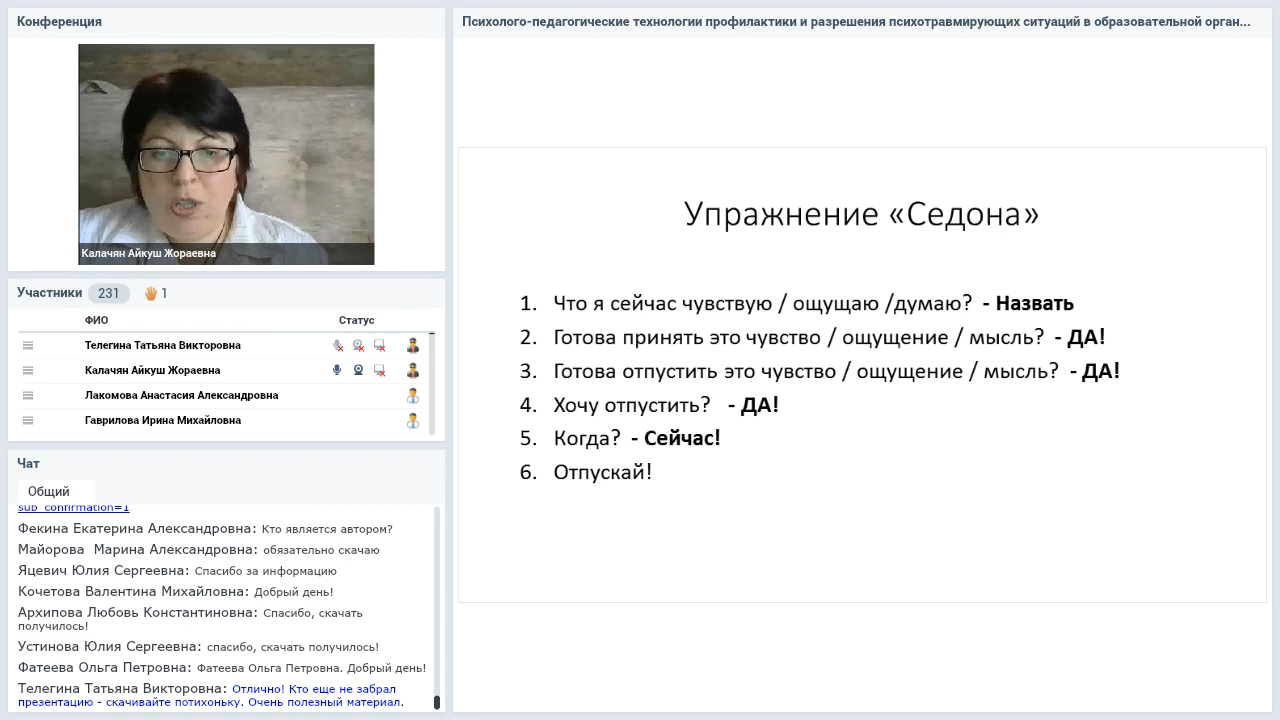 Конференция
Калачян Айкуш Жораевна
Участники 231 1
ФИО Статус
Телегина Татьяна Викторовна
Калачян Айкуш Жораевна
Лакомова Анастасия Александровна
Гаврилова Ирина Михайловна
Чат
Общий
sub_confirmation=1
Фекина Екатерина Александровна: Кто является автором?
Майорова Марина Александровна: обязательно скачаю
Яцевич Юлия Сергеевна: Спасибо за информацию
Кочетова Валентина Михайловна: Добрый день!
Архипова Любовь Константиновна: Спасибо, скачать
получилось!
Устинова Юлия Сергеевна: спасибо, скачать получилось!
Фатеева Ольга Петровна: Фатеева Ольга Петровна. Добрый день!
Телегина Татьяна Викторовна: Отлично! Кто еще не забрал
презентацию - скачивайте потихоньку. Очень полезный материал.
Психолого-педагогические технологии профилактики и разрешения психотравмирующих ситуаций в образовательной орган...
Упражнение «Седона»
1. Что я сейчас чувствую / ощущаю /думаю? - Назвать
2. Готова принять это чувство / ощущение / мысль? - ДА!
3. Готова отпустить это чувство / ощущение / мысль? - ДА!
4. Хочу отпустить? - ДА!
5. Когда? - Сейчас!
6. Отпускай!